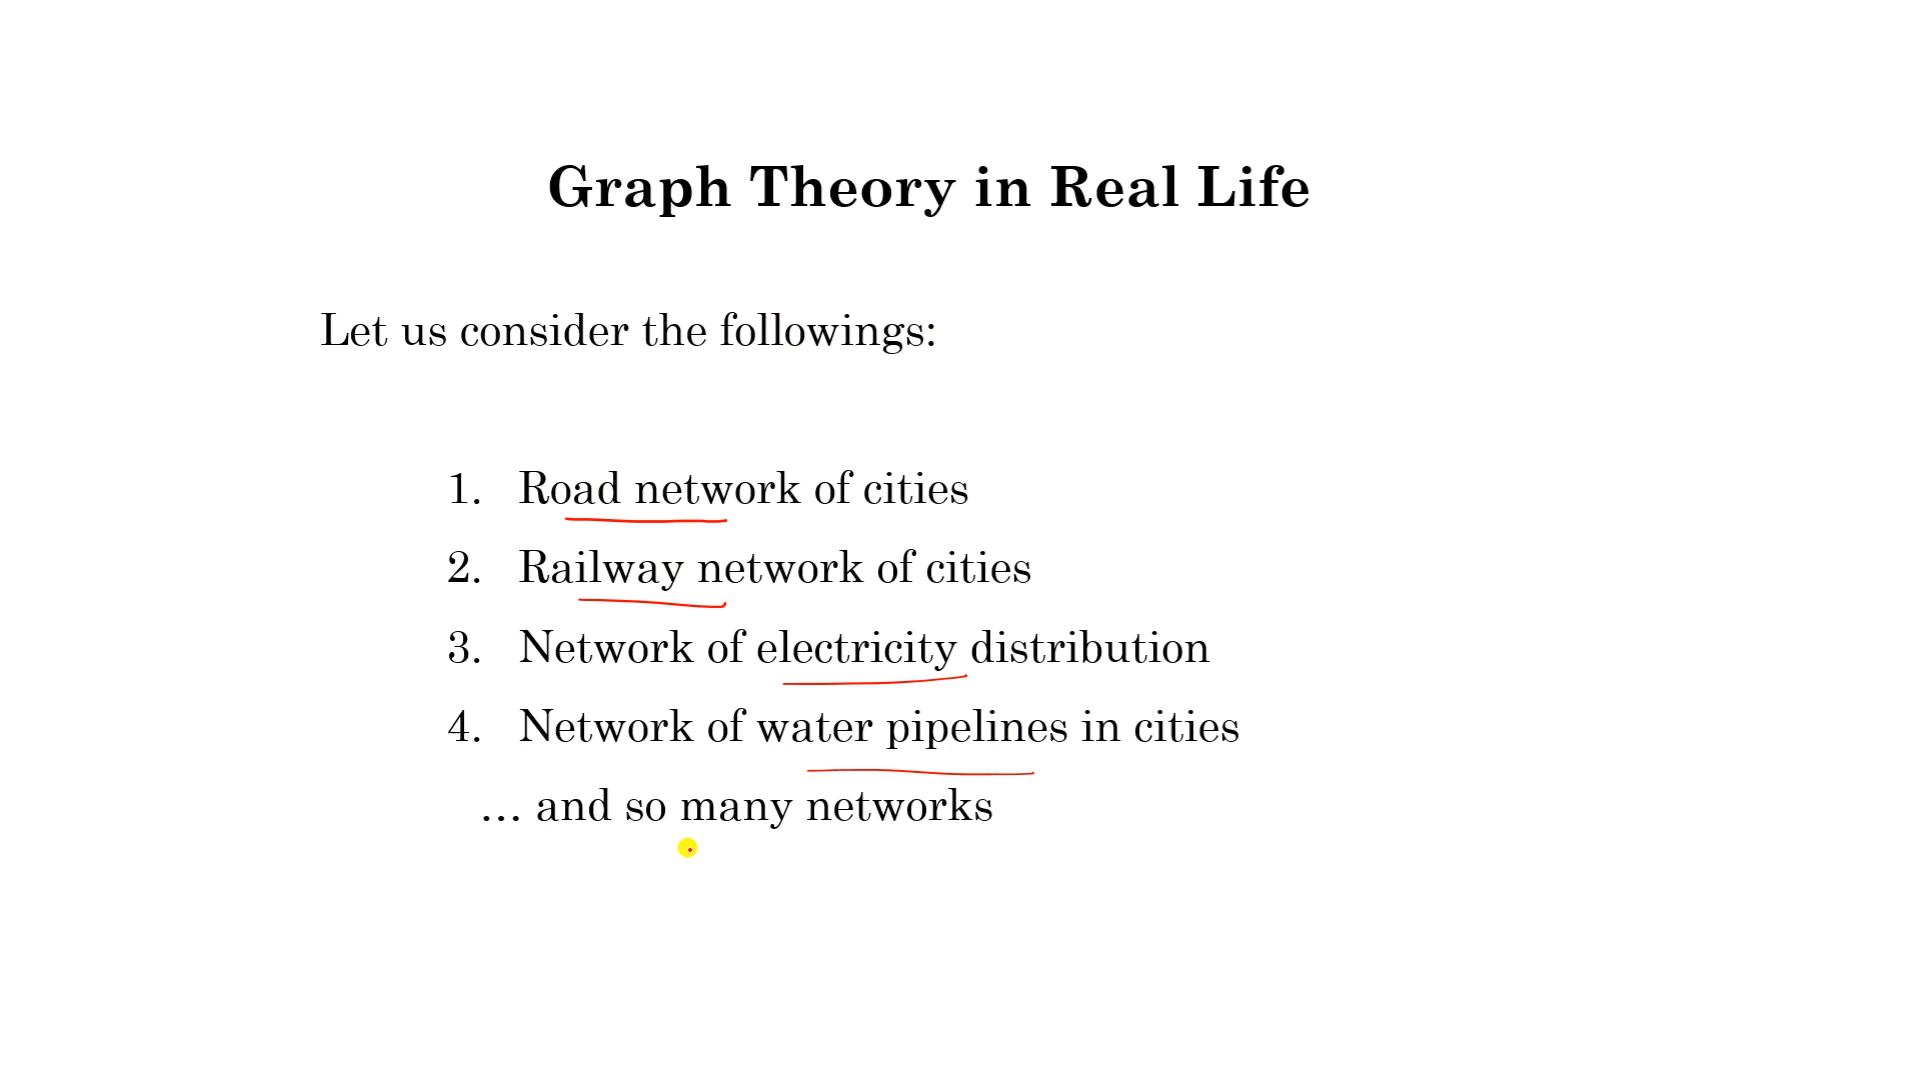 Graph Theory in Real Life
Let us consider the followings:
1. Road network of cities
2. Railway network of cities
3. Network of electricity distribution
4. Network of water pipelines in cities
... and so many networks